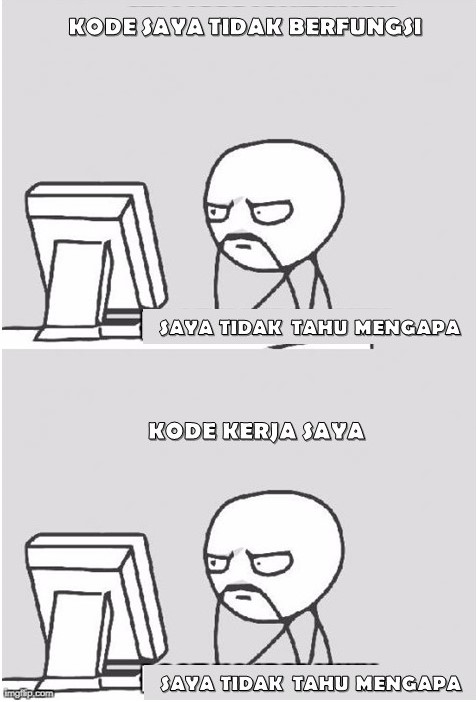 KODE SAYA TIDAK BERFUNGSI
SAYA TIDAK TAHU MENGAPA
KODE KERJA SAYA
SAYA TIDAK TAHU MENGAPA
imgflip.com